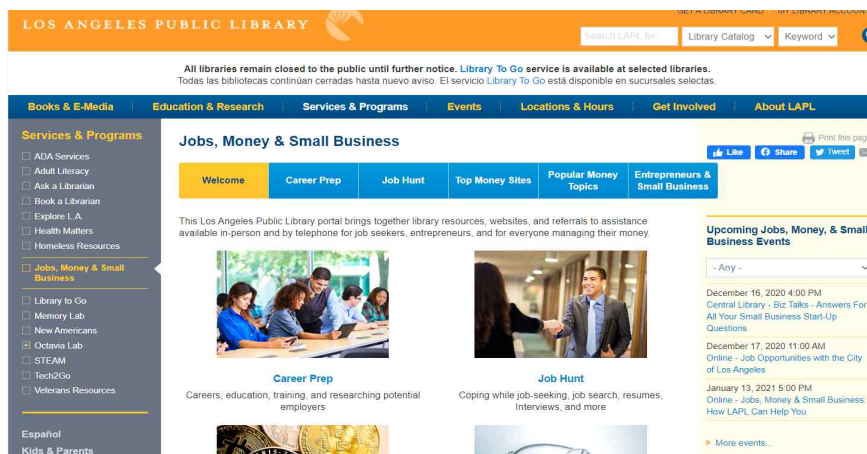 GET A LIBRARY CARD MY LIBRARY ACCOUNT
LOS ANGELES PUBLIC LIBRARY
Search LAPL for Library Catalog Keyword
All libraries remain closed to the public until further notice. Library To Go service is available at selected libraries.
Todas las bibliotecas continúan cerradas hasta nuevo aviso. El servicio Library To Go está disponible en sucursales selectas.
Books & E-Media Education & Research Services & Programs Events Locations & Hours Get Involved About LAPL
Services & Programs
ADA Services
Adult Literacy
Ask a Librarian
Book a Librarian
Explore L.A.
Health Matters
Homeless Resources
Jobs, Money & Small
Business
Library to Go
Memory Lab
New Americans
Octavia Lab
STEAM
Tech2Go
Veterans Resources
Español
Kids & Parents
Jobs, Money & Small Business
Welcome
Career Prep
Job Hunt
Top Money Sites
Popular Money
Topics
Entrepreneurs &
Small Business
This Los Angeles Public Library portal brings together library resources, websites, and referrals to assistance
available in-person and by telephone for job seekers, entrepreneurs, and for everyone managing their money.
Career Prep
Careers, education, training, and researching potential
employers
Job Hunt
Coping while job-seeking, job search, resumes,
Interviews, and more
Print this pag
Like Share Tweet
Upcoming Jobs, Money, & Small
Business Events
- Any -
December 16, 2020 4:00 PM
Central Library - Biz Talks - Answers For
All Your Small Business Start-Up
Questions
December 17, 2020 11:00 AM
Online - Job Opportunities with the City
of Los Angeles
January 13, 2021 5:00 PM
Online - Jobs, Money & Small Business:
How LAPL Can Help You
More events...